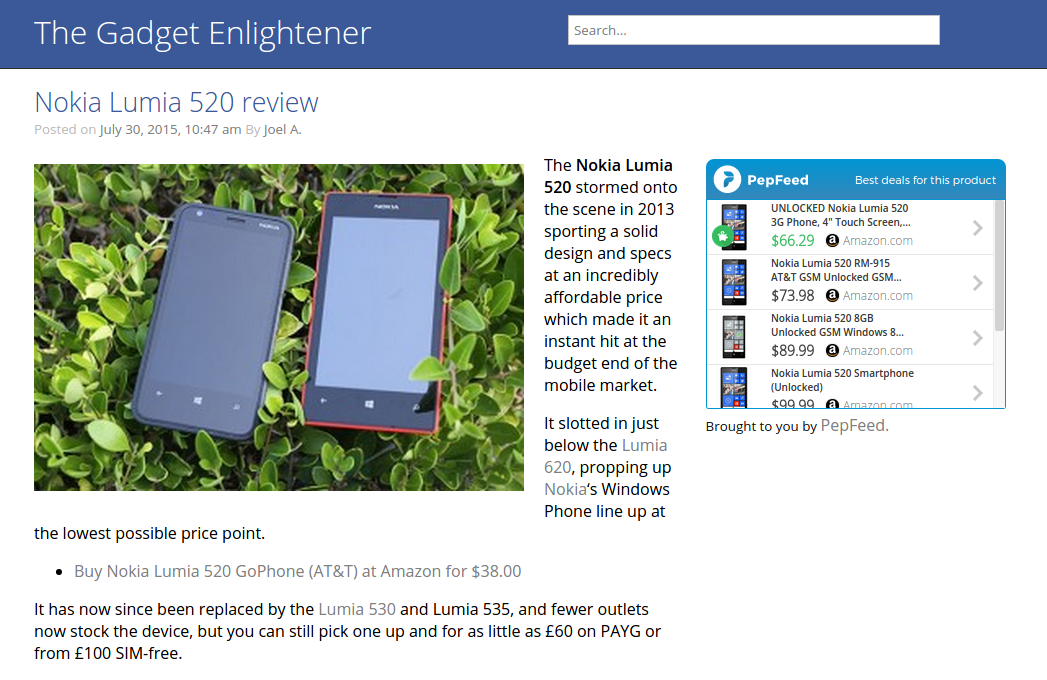 The Gadget Enlightener
Search...
Nokia Lumia 520 review
Posted on July 30, 2015, 10:47 am By Joel A.
NOKIA
NOKIA
The Nokia Lumia
520 stormed onto
the scene in 2013
sporting a solid
design and specs
at an incredibly
affordable price
which made it an
instant hit at the
budget end of the
mobile market.
It slotted in just
below the Lumia
620, propping up
Nokia‘s Windows
Phone line up at
the lowest possible price point.
Buy Nokia Lumia 520 GoPhone (AT&T) at Amazon for $38.00
It has now since been replaced by the Lumia 530 and Lumia 535, and fewer outlets
now stock the device, but you can still pick one up and for as little as £60 on PAYG or
from £100 SIM-free.
PepFeed Best deals for this product
UNLOCKED Nokia Lumia 520
3G Phone, 4" Touch Screen,...
$66.29 a Amazon.com
Nokia Lumia 520 RM-915
AT&T GSM Unlocked GSM...
$73.98 a Amazon.com
Nokia Lumia 520 8GB
Unlocked GSM Windows 8...
$89.99 a Amazon.com
Nokia Lumia 520 Smartphone
(Unlocked)
$99.99 a Amazon.com
Brought to you by PepFeed.